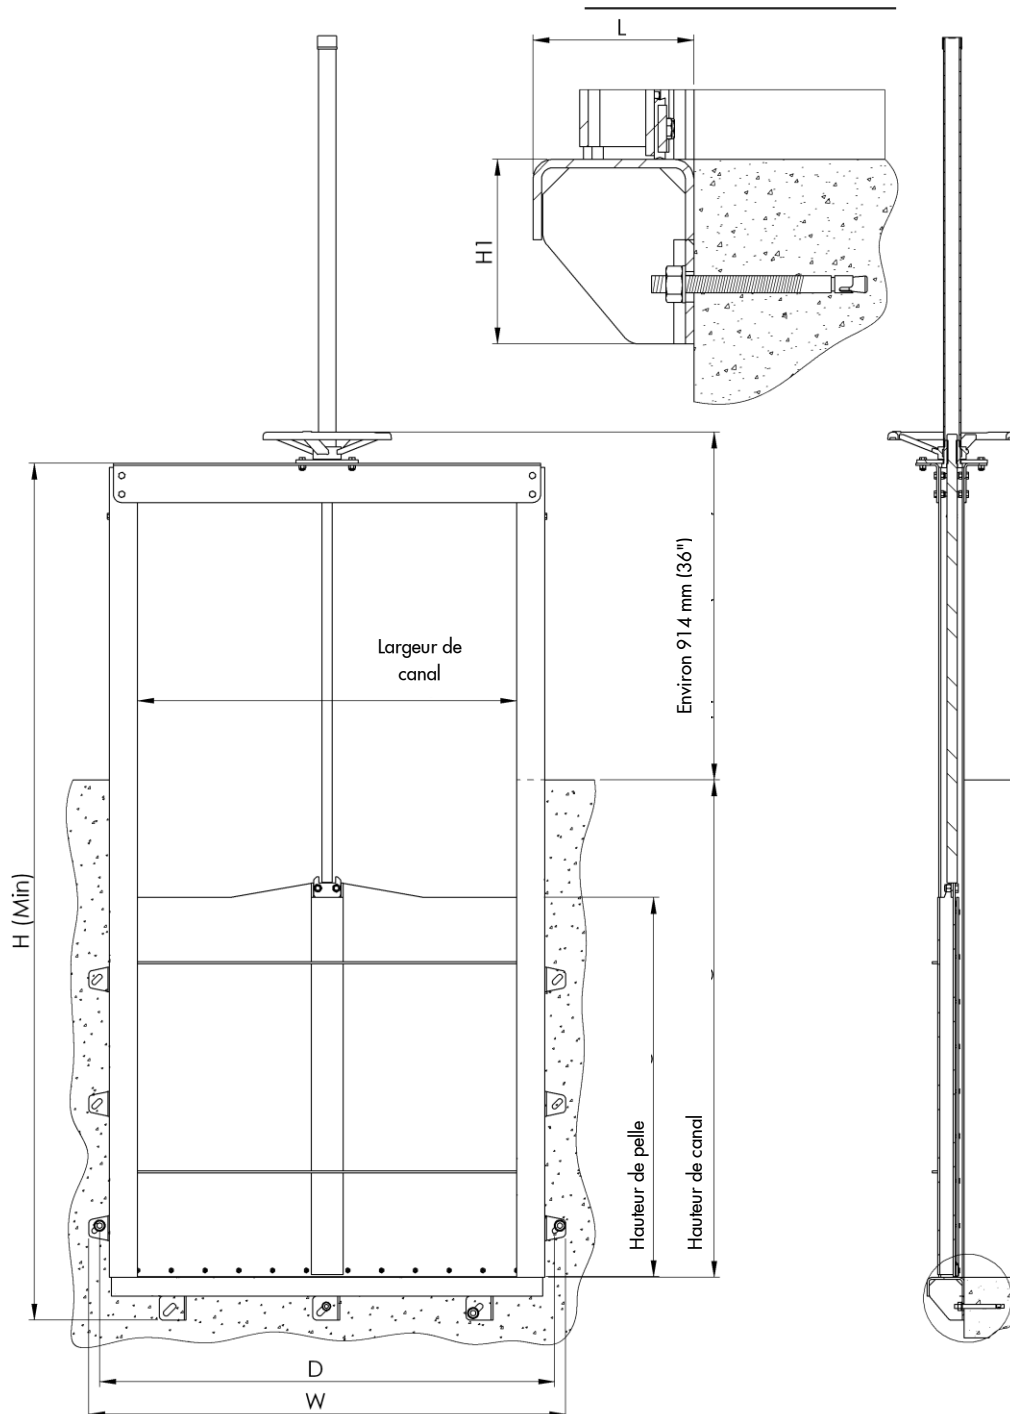 L
H1
Environ 914 mm (36")
Largeur de
canal
H (Min)
Hauteur de pelle
Hauteur de canal
D
W